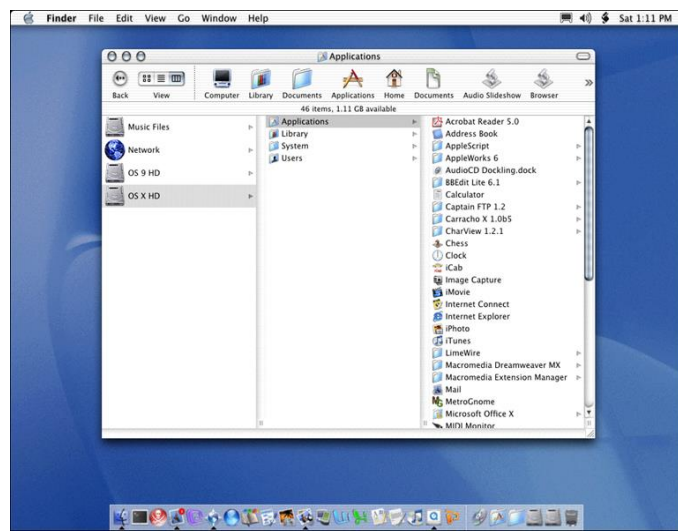 Finder File Edit View Go Window Help Sat 1:11 PM
Applications
Back View Computer Library Documents Applications Home Documents Audio Slideshow Browser
46 items, 1.11 GB available
Music Files
Network
OS 9 HD
OS X HD
Applications
Library
System
Users
Acrobat Reader 5.0
Address Book
AppleScript
AppleWorks 6
AudioCD Dockling.dock
BBEdit Lite 6.1
Calculator
Captain FTP 1.2
Carracho X 1.0b5
CharView 1.2.1
Chess
Clock
iCab
Image Capture
iMovie
Internet Connect
Internet Explorer
iPhoto
iTunes
LimeWire
Macromedia Dreamweaver MX
Macromedia Extension Manager
Mail
MetroGnome
Microsoft Office X
MIDI Monitor